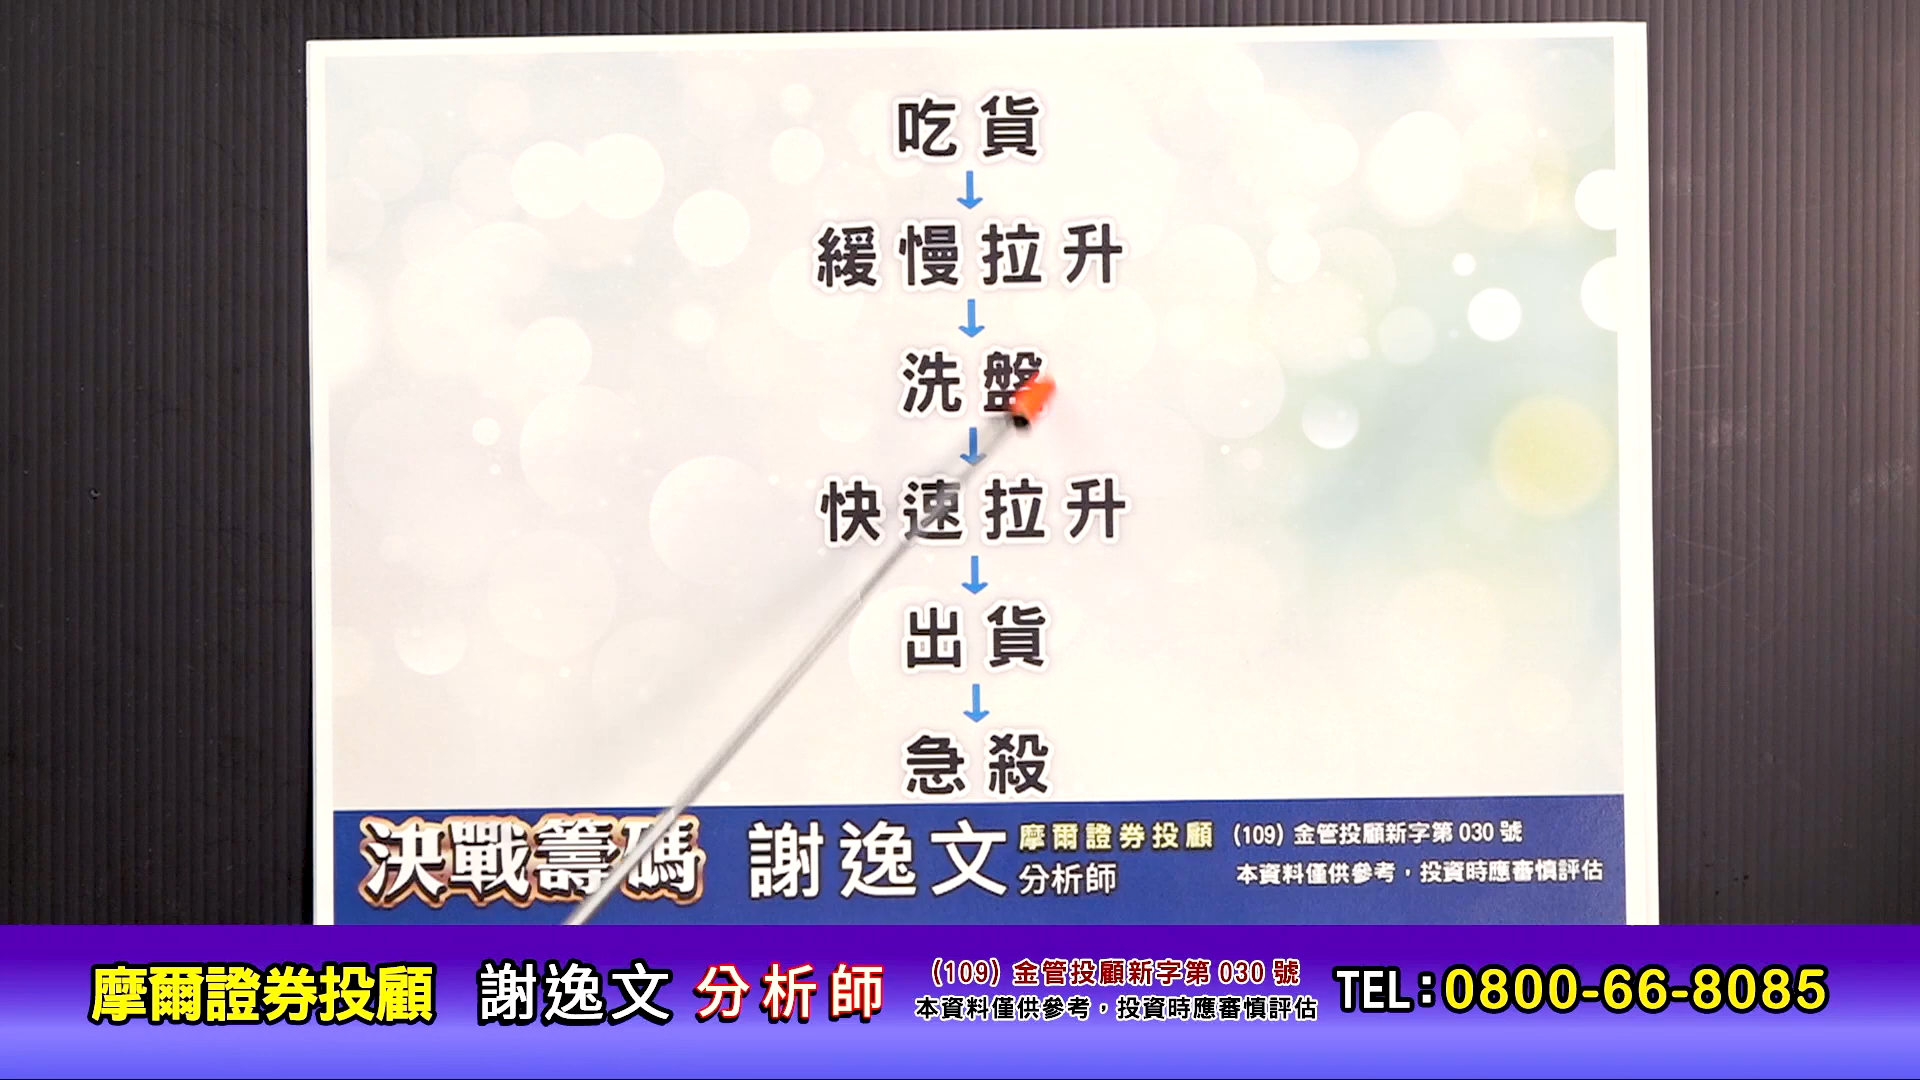 吃貨
↓
緩慢拉升
↓
洗盤
↓
快速拉升
↓
出貨
↓
急殺
決戰籌碼 謝逸文 摩爾證券投顧 分析師 (109) 金管投顧新字第 030 號
本資料僅供參考，投資時應審慎評估
摩爾證券投顧 謝逸文 分析師 (109) 金管投顧新字第 030 號
本資料僅供參考，投資時應審慎評估
TEL:0800-66-8085